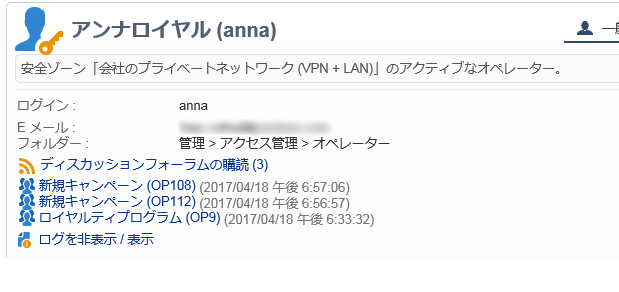 アンナロイヤル (anna)
一
安全ゾーン「会社のプライベートネットワーク (VPN + LAN)」のアクティブなオペレーター。
ログイン : anna
E メール :
フォルダー : 管理 > アクセス管理 > オペレーター
ディスカッションフォーラムの購読 (3)
新規キャンペーン (OP108) (2017/04/18 午後 6:57:06)
新規キャンペーン (OP112) (2017/04/18 午後 6:56:57)
ロイヤルティプログラム (OP9) (2017/04/18 午後 6:33:32)
ログを非表示 / 表示